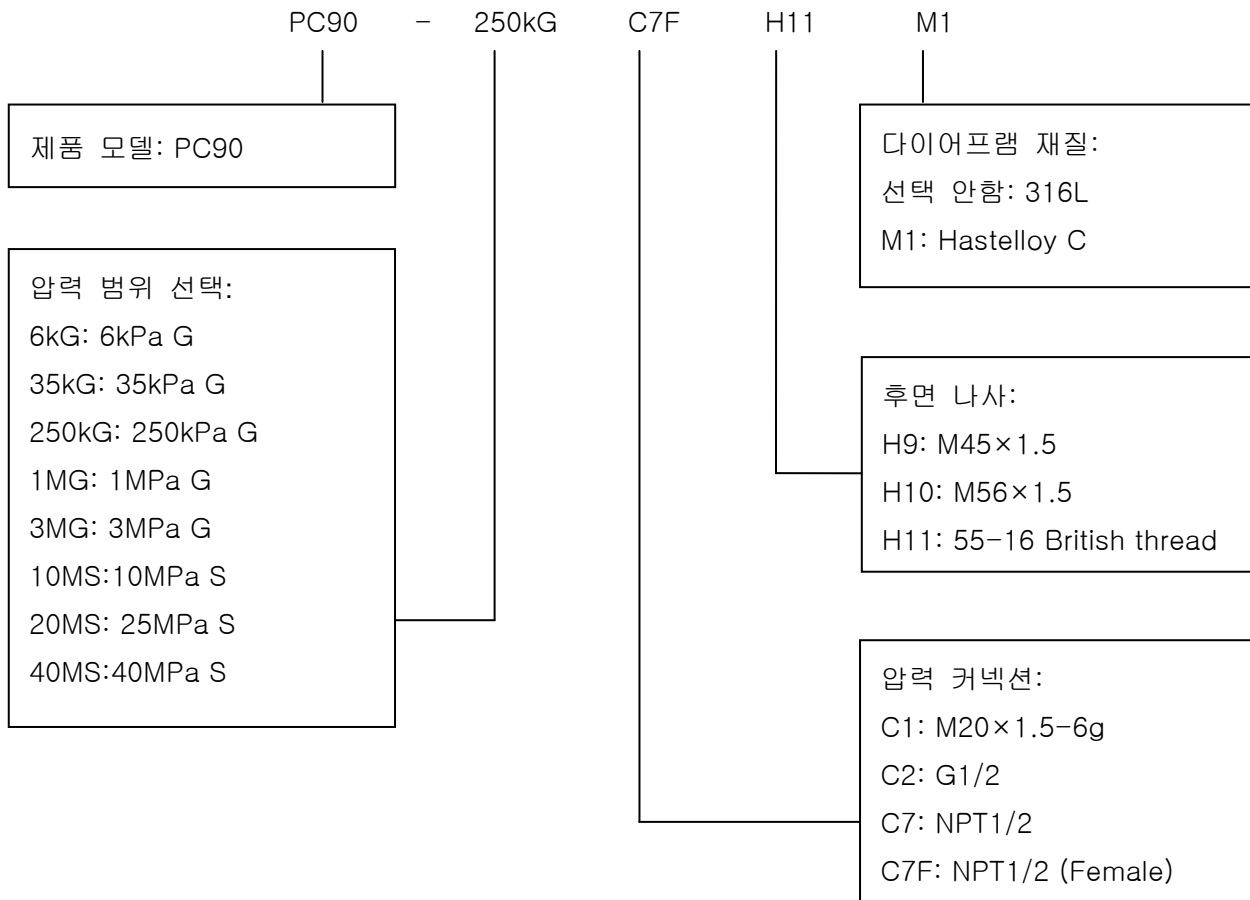 PC90 - 250kG C7F H11 M1
제품 모델: PC90
압력 범위 선택:
6kG: 6kPa G
35kG: 35kPa G
250kG: 250kPa G
1MG: 1MPa G
3MG: 3MPa G
10MS:10MPa S
20MS: 25MPa S
40MS:40MPa S
다이어프램 재질:
선택 안함: 316L
M1: Hastelloy C
후면 나사:
H9: M45×1.5
H10: M56×1.5
H11: 55-16 British thread
압력 커넥션:
C1: M20×1.5-6g
C2: G1/2
C7: NPT1/2
C7F: NPT1/2 (Female)